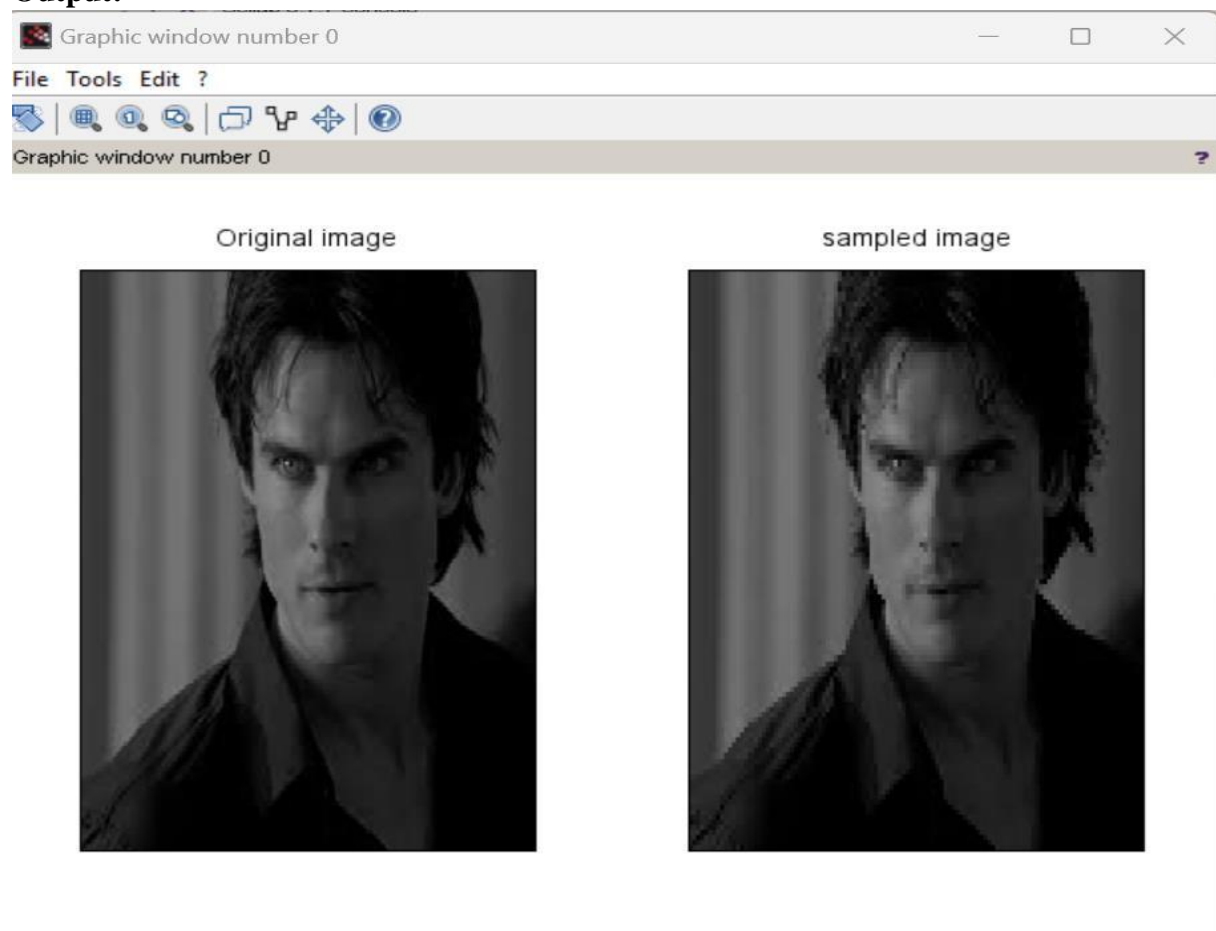 Output:
Graphic window number 0
File Tools Edit ?
Graphic window number 0 ?
Original image sampled image